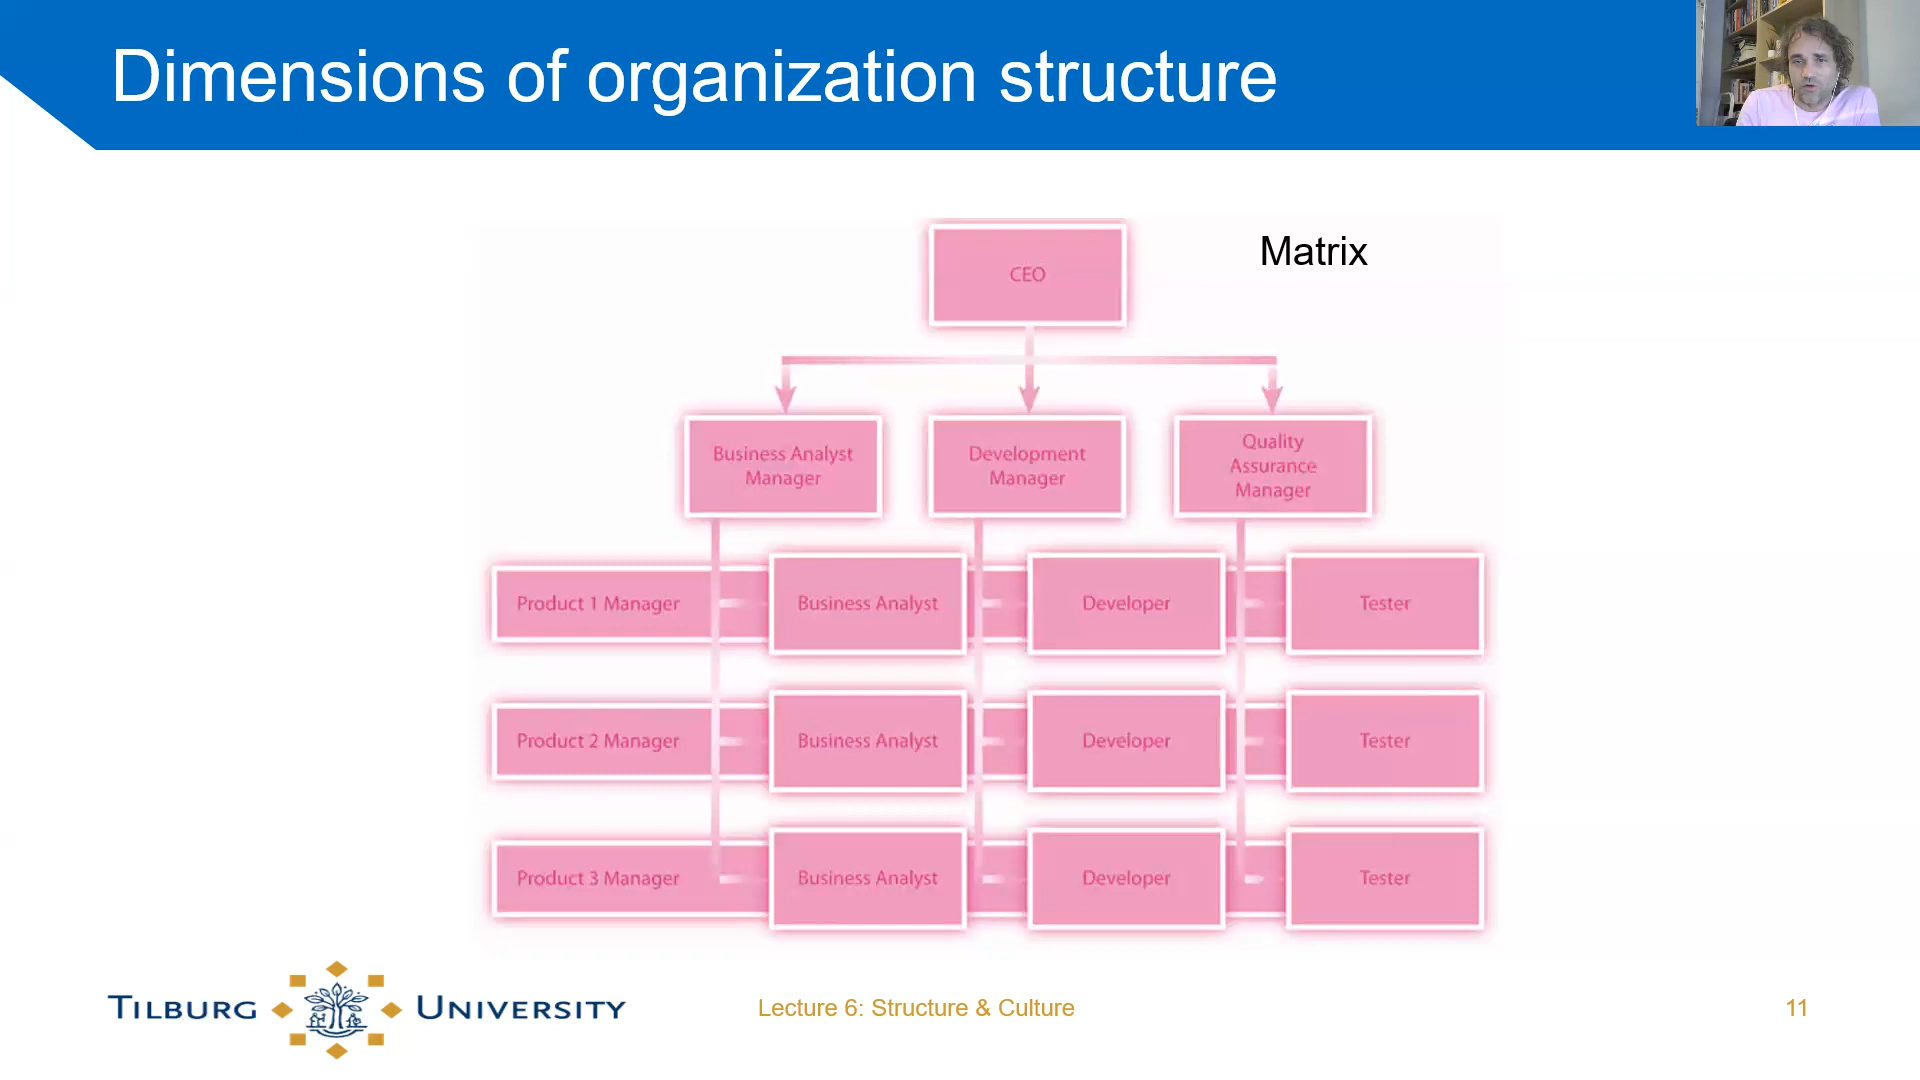 Dimensions of organization structure
Matrix
CEO
Business Analyst
Manager
Development
Manager
Quality
Assurance
Manager
Product 1 Manager
Business Analyst
Developer
Tester
Product 2 Manager
Business Analyst
Developer
Tester
Product 3 Manager
Business Analyst
Developer
Tester
TILBURG UNIVERSITY
Lecture 6: Structure & Culture
11